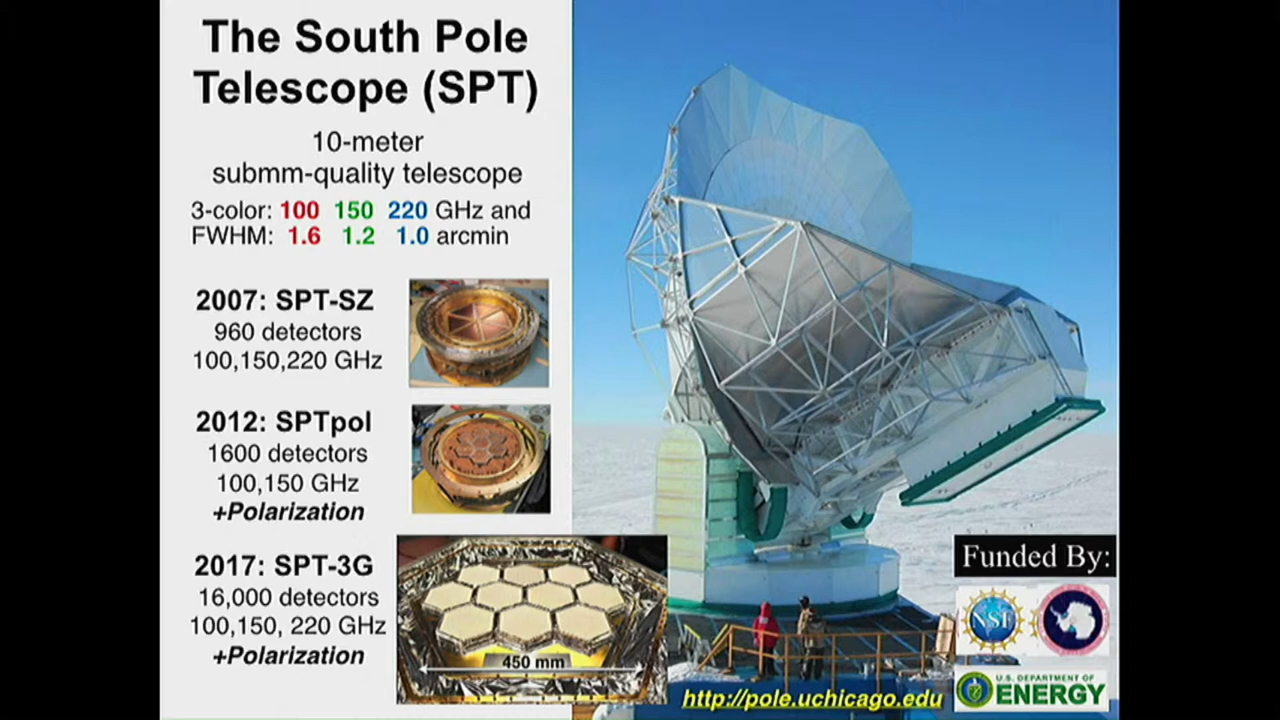 The South Pole
Telescope (SPT)
10-meter
submm-quality telescope
3-color: 100 150 220 GHz and
FWHM: 1.6 1.2 1.0 arcmin
2007: SPT-SZ
960 detectors
100,150,220 GHz
2012: SPTpol
1600 detectors
100,150 GHz
+Polarization
2017: SPT-3G
16,000 detectors
100,150, 220 GHz
+Polarization
450 mm
http://pole.uchicago.edu
Funded By:
NSF
U.S. DEPARTMENT OF
ENERGY